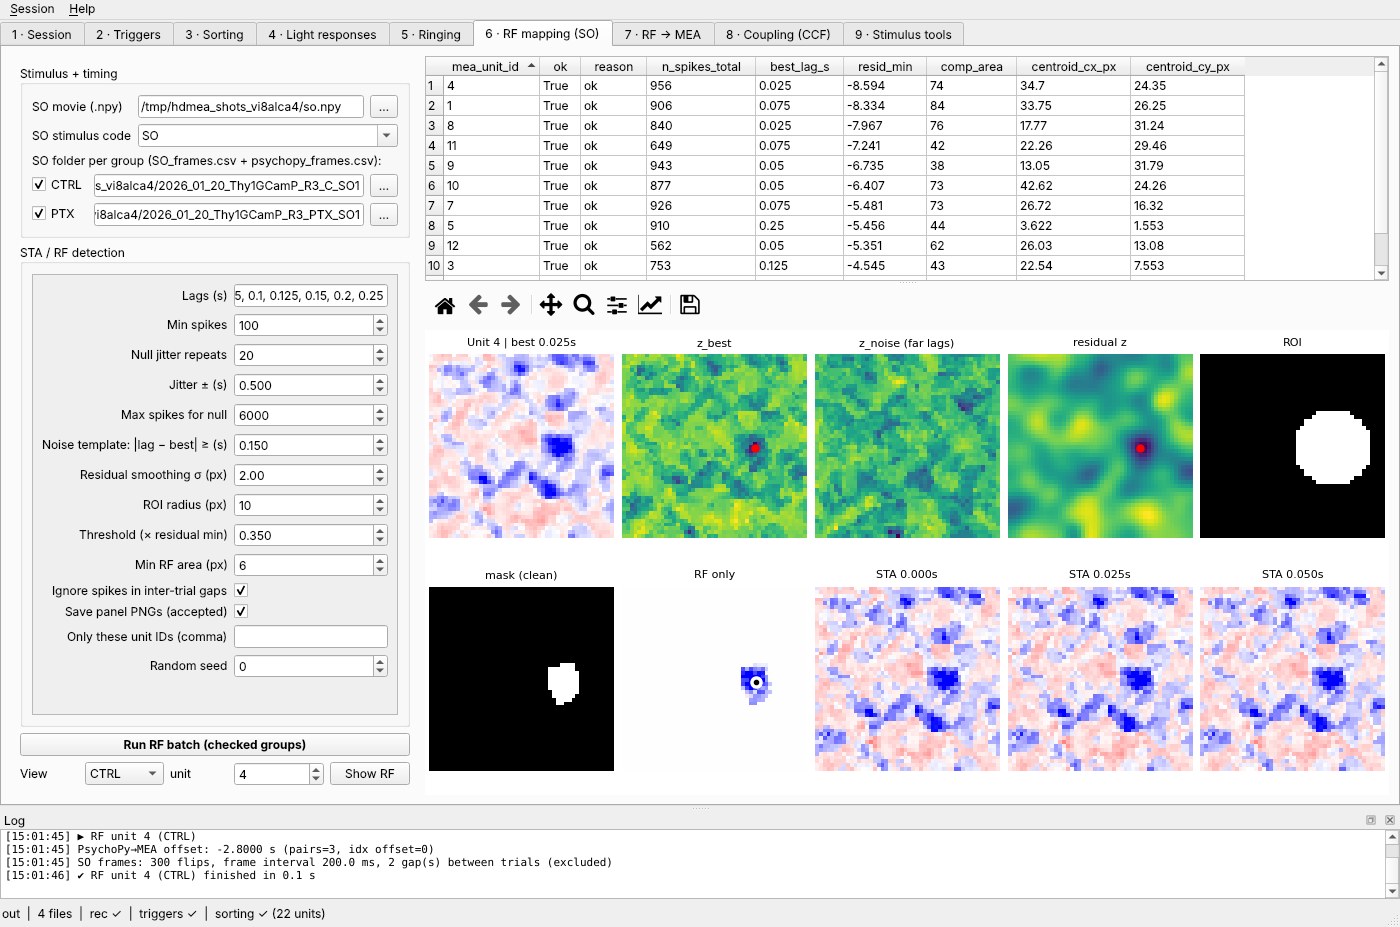 Session Help
1 · Session 2 · Triggers 3 · Sorting 4 · Light responses 5 · Ringing 6 · RF mapping (SO) 7 · RF → MEA 8 · Coupling (CCF) 9 · Stimulus tools
Stimulus + timing
SO movie (.npy) /tmp/hdmea_shots_vi8alca4/so.npy ...
SO stimulus code SO
SO folder per group (SO_frames.csv + psychopy_frames.csv):
CTRL s_vi8alca4/2026_01_20_Thy1GCamP_R3_C_SO1 ...
PTX vi8alca4/2026_01_20_Thy1GCamP_R3_PTX_SO1 ...
STA / RF detection
Lags (s) 5, 0.1, 0.125, 0.15, 0.2, 0.25
Min spikes 100
Null jitter repeats 20
Jitter ± (s) 0.500
Max spikes for null 6000
Noise template: |lag − best| ≥ (s) 0.150
Residual smoothing σ (px) 2.00
ROI radius (px) 10
Threshold (× residual min) 0.350
Min RF area (px) 6
Ignore spikes in inter-trial gaps
Save panel PNGs (accepted)
Only these unit IDs (comma)
Random seed 0
Run RF batch (checked groups)
View CTRL unit 4 Show RF
mea_unit_id ok reason n_spikes_total best_lag_s resid_min comp_area centroid_cx_px centroid_cy_px
1 4 True ok 956 0.025 -8.594 74 34.7 24.35
2 1 True ok 906 0.075 -8.334 84 33.75 26.25
3 8 True ok 840 0.025 -7.967 76 17.77 31.24
4 11 True ok 649 0.075 -7.241 42 22.26 29.46
5 9 True ok 943 0.05 -6.735 38 13.05 31.79
6 10 True ok 877 0.05 -6.407 73 42.62 24.26
7 7 True ok 926 0.075 -5.481 73 26.72 16.32
8 5 True ok 910 0.25 -5.456 44 3.622 1.553
9 12 True ok 562 0.05 -5.351 62 26.03 13.08
10 3 True ok 753 0.125 -4.545 43 22.54 7.553
Unit 4 | best 0.025s z_best z_noise (far lags) residual z ROI
mask (clean) RF only STA 0.000s STA 0.025s STA 0.050s
Log
[15:01:45] ▶ RF unit 4 (CTRL)
[15:01:45] PsychoPy→MEA offset: -2.8000 s (pairs=3, idx offset=0)
[15:01:45] SO frames: 300 flips, frame interval 200.0 ms, 2 gap(s) between trials (excluded)
[15:01:46] ✔ RF unit 4 (CTRL) finished in 0.1 s
out | 4 files | rec ✓ | triggers ✓ | sorting ✓ (22 units)